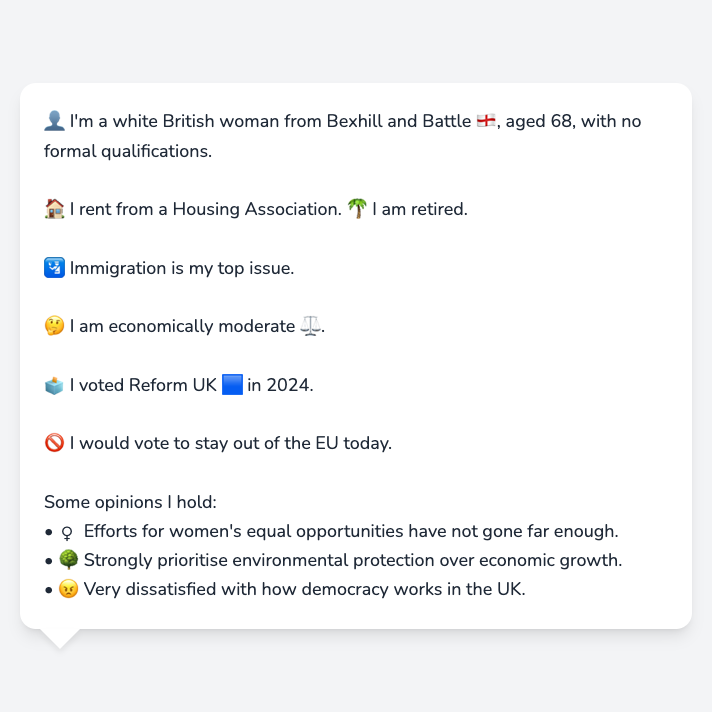 👤 I'm a white British woman from Bexhill and Battle 🏴󠁧󠁢󠁥󠁮󠁧󠁿, aged 68, with no
formal qualifications.
🏠 I rent from a Housing Association. 🌴 I am retired.
🛂 Immigration is my top issue.
🤔 I am economically moderate ⚖️.
🗳️ I voted Reform UK 🟦 in 2024.
🚫 I would vote to stay out of the EU today.
Some opinions I hold:
• ♀ Efforts for women's equal opportunities have not gone far enough.
• 🌳 Strongly prioritise environmental protection over economic growth.
• 😠 Very dissatisfied with how democracy works in the UK.